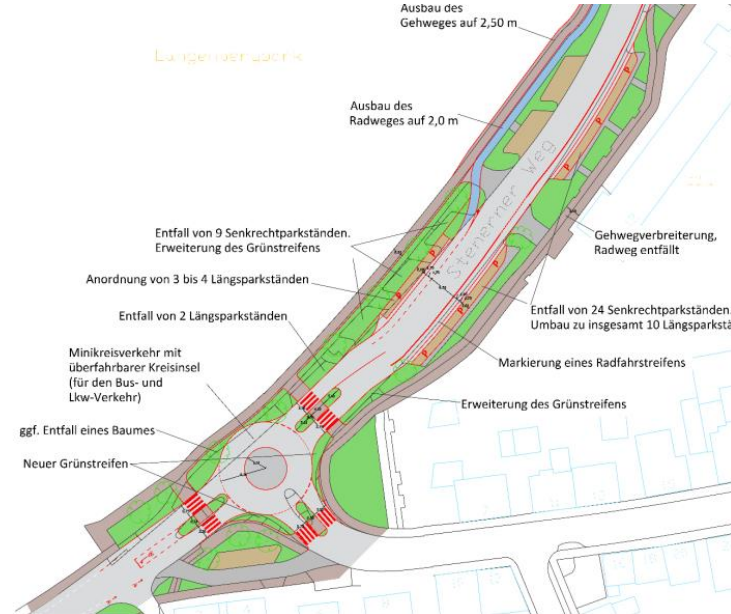 Ausbau des
Gehweges auf 2,50 m
Ausbau des
Radweges auf 2,0 m
Stenerner Weg
Entfall von 9 Senkrechtparkständen.
Erweiterung des Grünstreifens
Gehwegverbreiterung,
Radweg entfällt
Anordnung von 3 bis 4 Längsparkständen
Entfall von 2 Längsparkständen
Entfall von 24 Senkrechtparkständen.
Umbau zu insgesamt 10 Längsparkstä
Minikreisverkehr mit
überfahrbarer Kreisinsel
(für den Bus- und
Lkw-Verkehr)
Markierung eines Radfahrstreifens
Erweiterung des Grünstreifens
ggf. Entfall eines Baumes
Neuer Grünstreifen
P
P
P
P
P
P
P